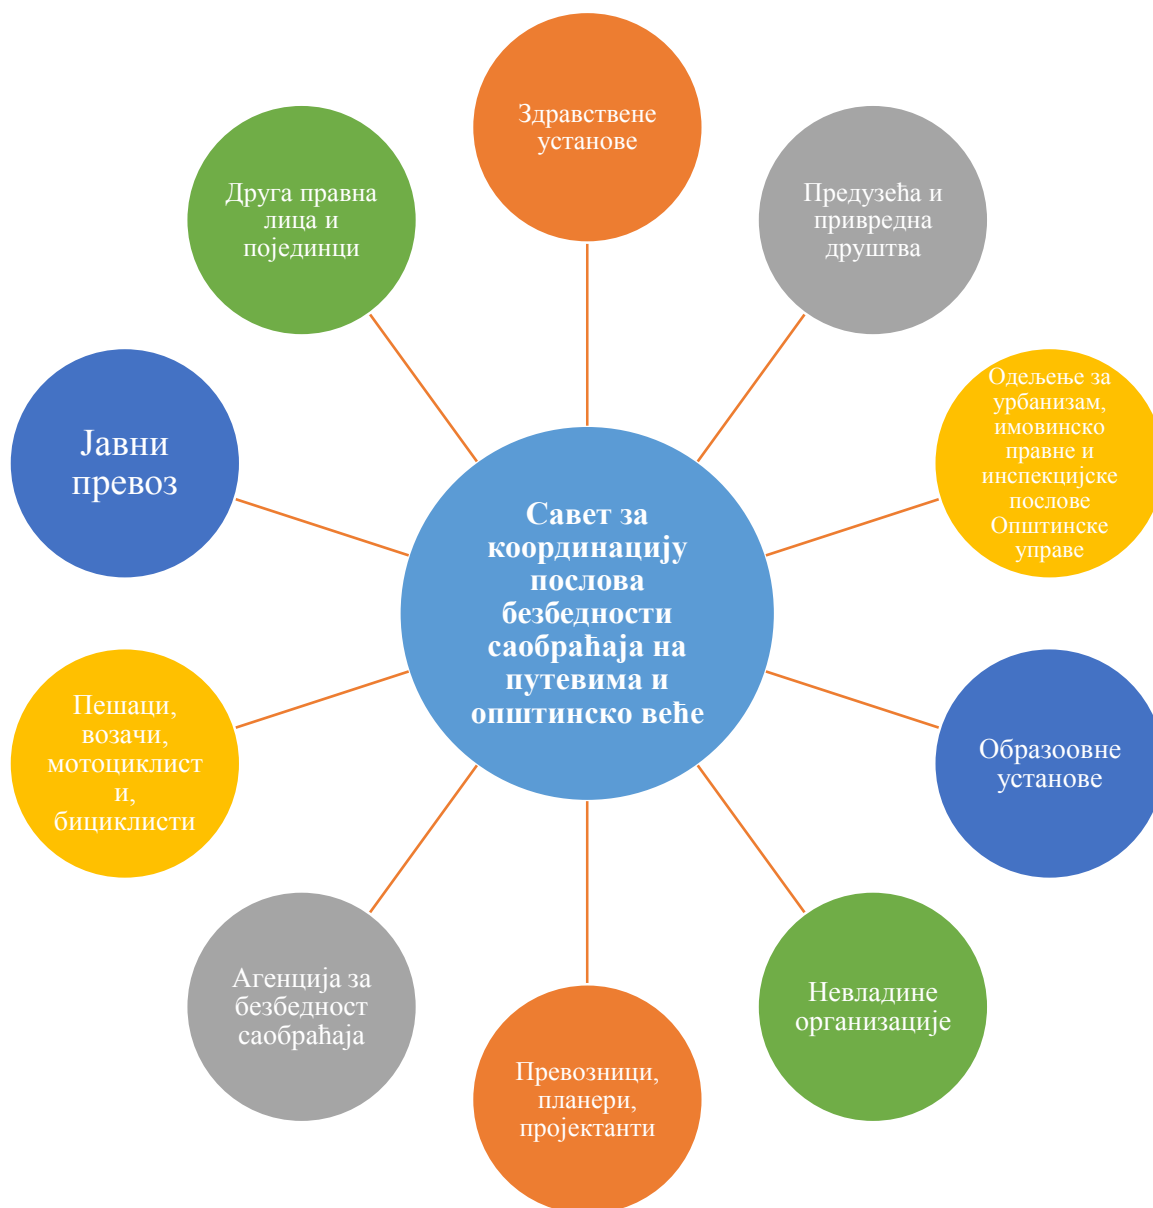 Здравствене
установе
Предузећа и
привредна
друштва
Одељење за
урбанизам,
имовинско
правне и
инспекцијске
послове
Општинске
управе
Образоовне
установе
Невладине
организације
Превозници,
планери,
пројектанти
Агенција за
безбедност
саобраћаја
Пешаци,
возачи,
мотоциклист
и,
бициклисти
Јавни
превоз
Друга правна
лица и
појединци
Савет за
координацију
послова
безбедности
саобраћаја на
путевима и
општинско веће